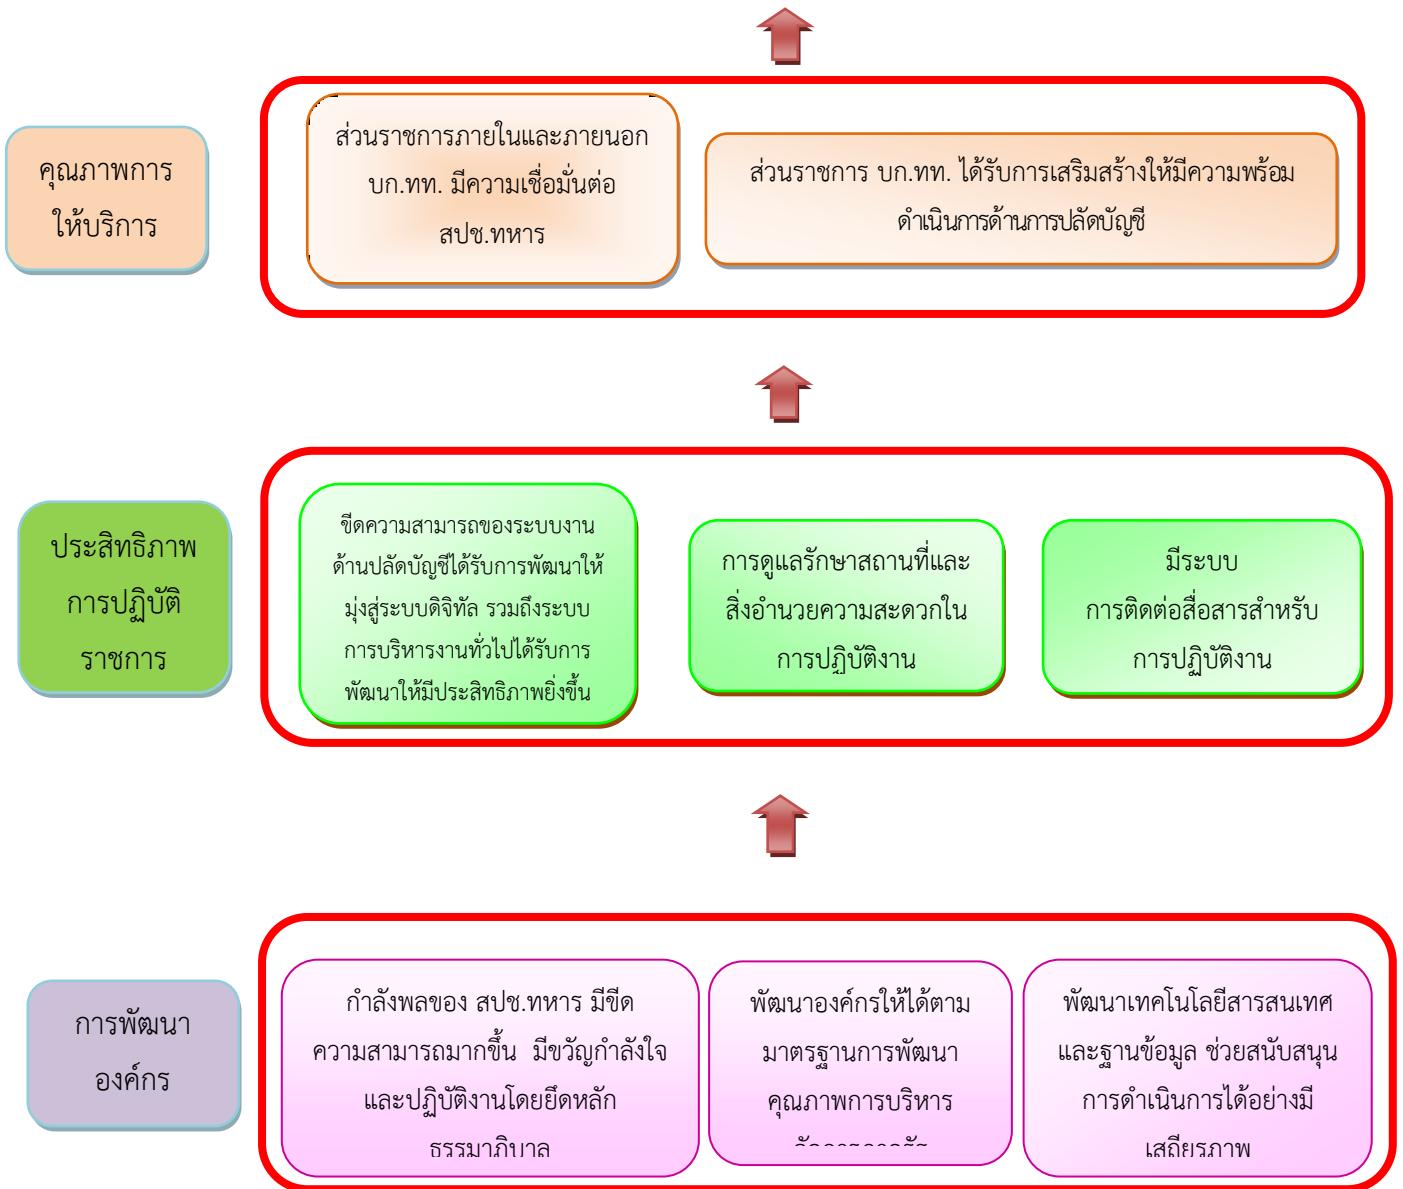 คุณภาพการ
ให้บริการ
ส่วนราชการภายในและภายนอก
บก.ทท. มีความเชื่อมั่นต่อ
สปช.ทหาร
ส่วนราชการ บก.ทท. ได้รับการเสริมสร้างให้มีความพร้อม
ดำเนินการด้านการปลัดบัญชี
ประสิทธิภาพ
การปฏิบัติ
ราชการ
ขีดความสามารถของระบบงาน
ด้านปลัดบัญชีได้รับการพัฒนาให้
มุ่งสู่ระบบดิจิทัล รวมถึงระบบ
การบริหารงานทั่วไปได้รับการ
พัฒนาให้มีประสิทธิภาพยิ่งขึ้น
การดูแลรักษาสถานที่และ
สิ่งอำนวยความสะดวกใน
การปฏิบัติงาน
มีระบบ
การติดต่อสื่อสารสำหรับ
การปฏิบัติงาน
การพัฒนา
องค์กร
กำลังพลของ สปช.ทหาร มีขีด
ความสามารถมากขึ้น มีขวัญกำลังใจ
และปฏิบัติงานโดยยึดหลัก
ธรรมาภิบาล
พัฒนาองค์กรให้ได้ตาม
มาตรฐานการพัฒนา
คุณภาพการบริหาร
พัฒนาเทคโนโลยีสารสนเทศ
และฐานข้อมูล ช่วยสนับสนุน
การดำเนินการได้อย่างมี
เสถียรภาพ